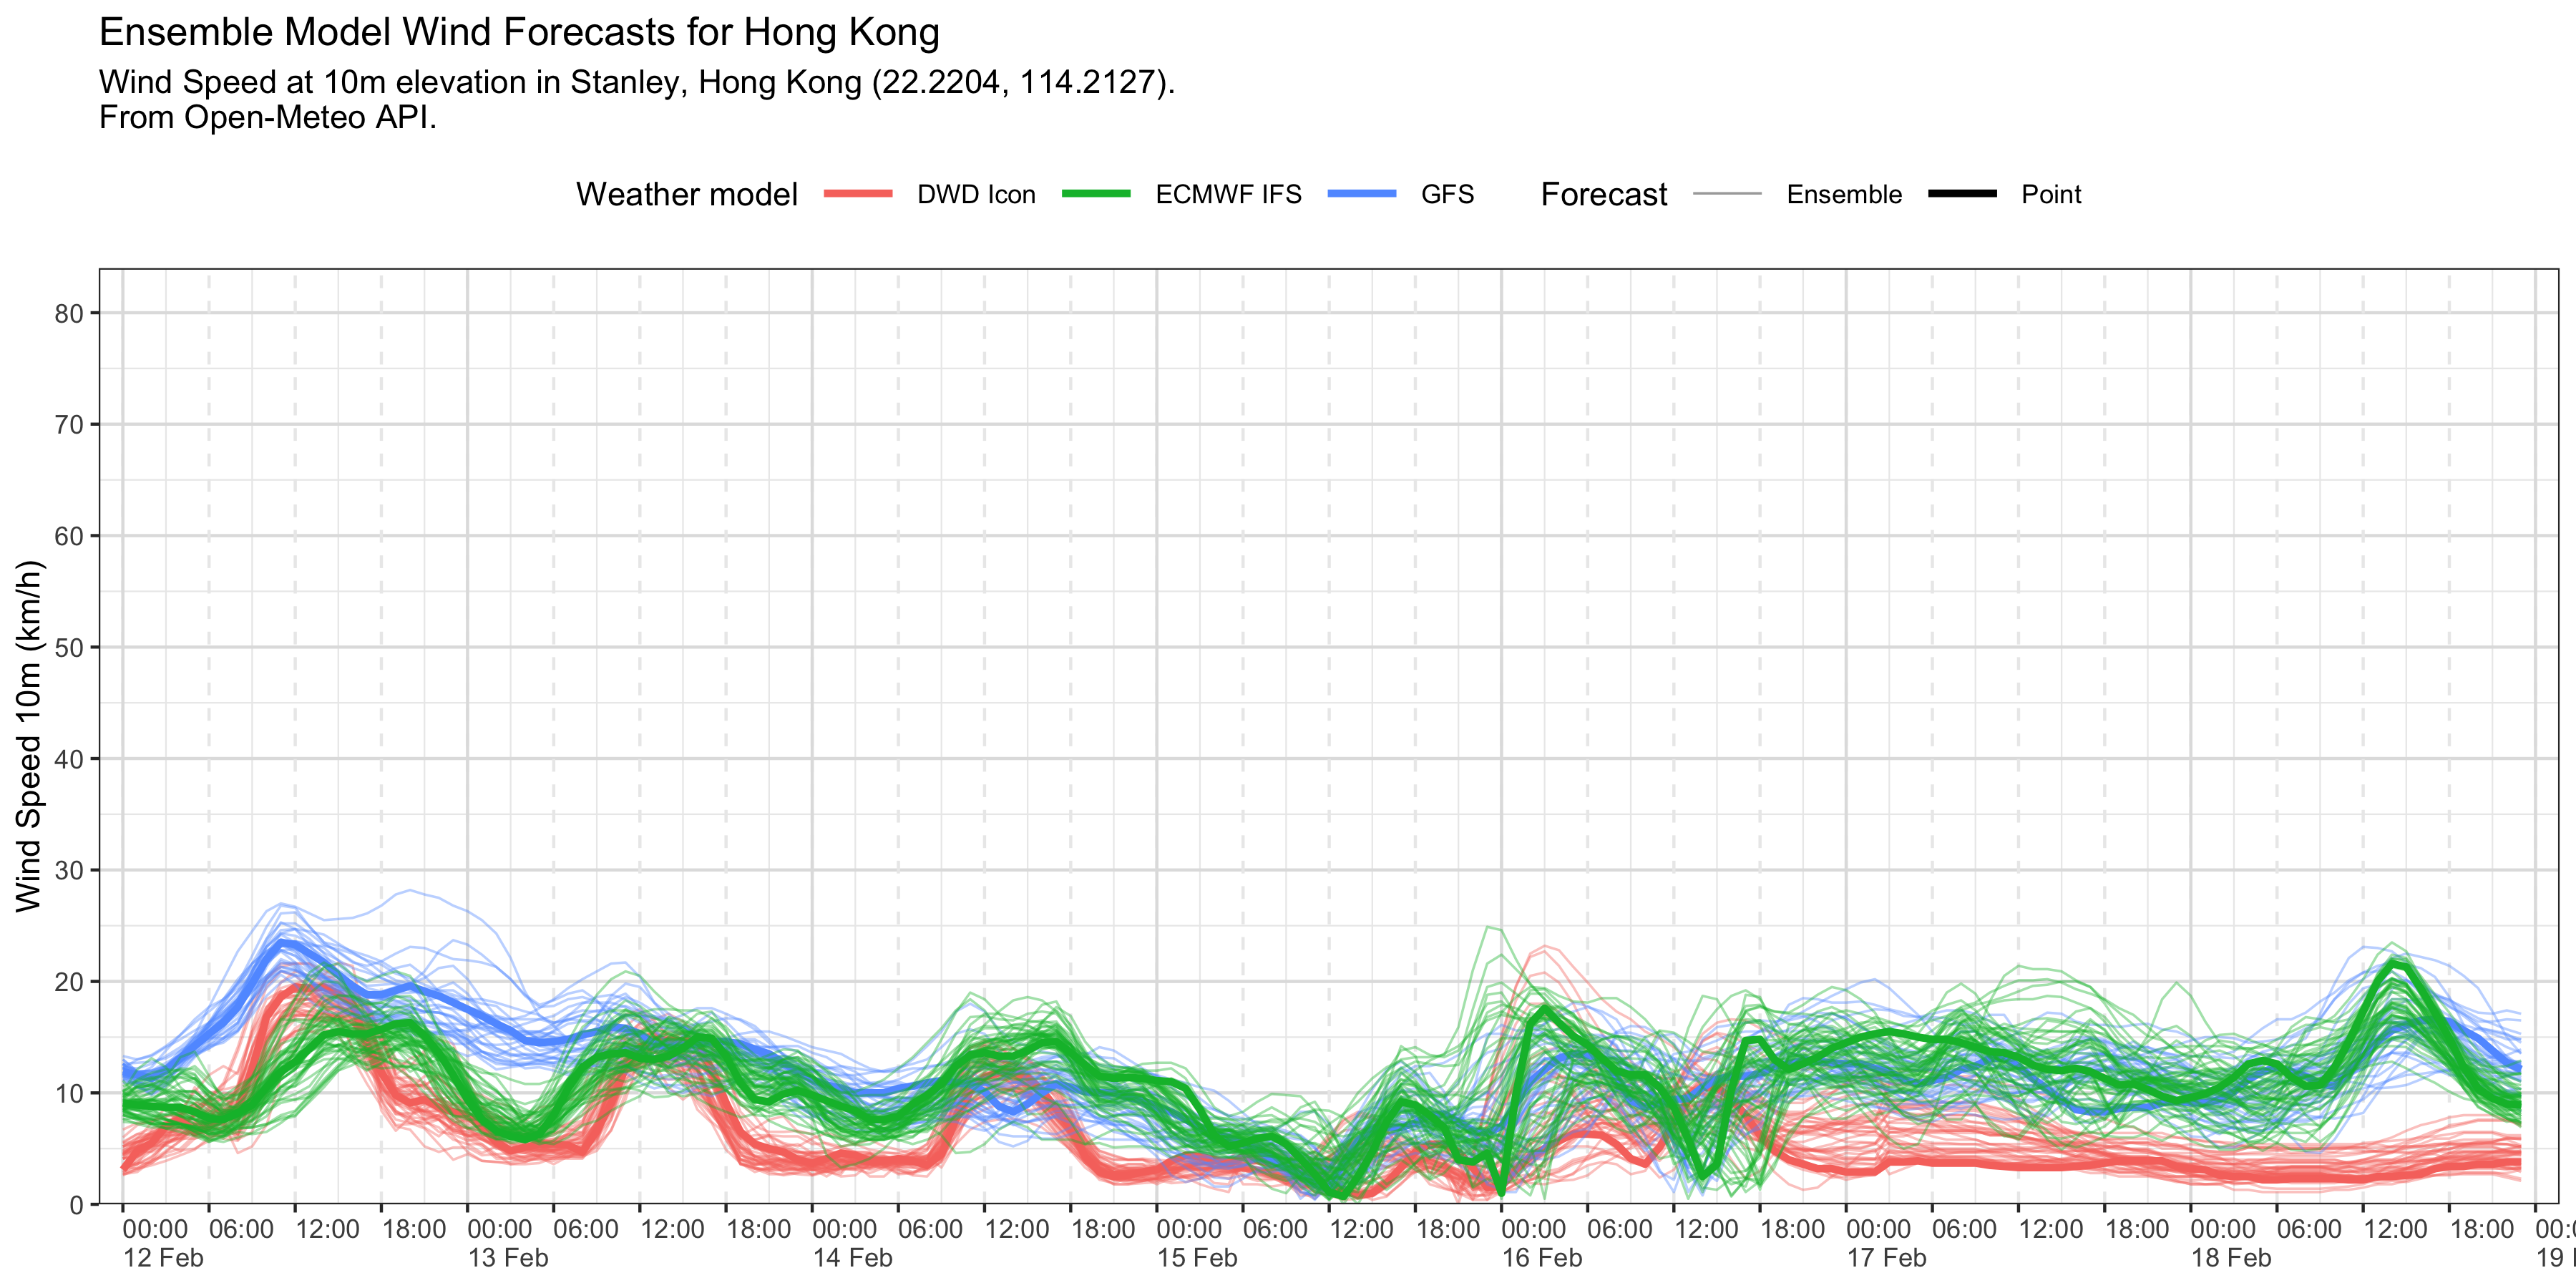 Ensemble Model Wind Forecasts for Hong Kong
Wind Speed at 10m elevation in Stanley, Hong Kong (22.2204, 114.2127).
From Open-Meteo API.
Weather model DWD Icon ECMWF IFS GFS Forecast Ensemble Point
Wind Speed 10m (km/h)
80
70
60
50
40
30
20
10
0
00:00 06:00 12:00 18:00 00:00 06:00 12:00 18:00 00:00 06:00 12:00 18:00 00:00 06:00 12:00 18:00 00:00 06:00 12:00 18:00 00:00 06:00 12:00 18:00 00:00 06:00 12:00 18:00
12 Feb 13 Feb 14 Feb 15 Feb 16 Feb 17 Feb 18 Feb 19